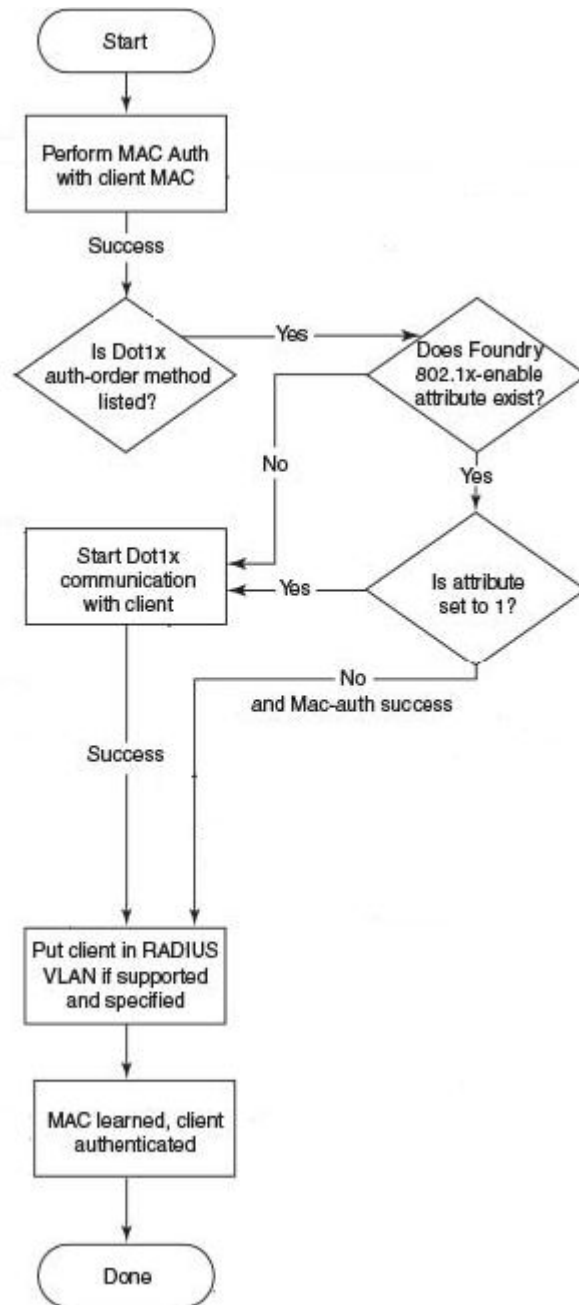 Start
Perform MAC Auth
with client MAC
Success
Is Dot1x
auth-order method
listed?
Yes
Does Foundry
802.1x-enable
attribute exist?
No
Yes
Start Dot1x
communication
with client
Yes
Is attribute
set to 1?
No
and Mac-auth success
Success
Put client in RADIUS
VLAN if supported
and specified
MAC learned, client
authenticated
Done